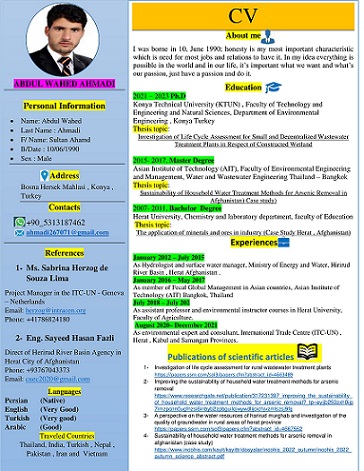 CV
ABDUL WAHED AHMADI
Personal Information
Name: Abdul Wahed
Last Name : Ahmadi
F/ Name: Sultan Ahamd
B/Date : 10/06/1990
Sex : Male
Address
Bosna Hersek Mahlasi , Konya ,
Turkey
Contacts
+90_5313187462
ahmadi267071@gmail.com
References
1- Ms. Sabrina Herzog de
Souza Lima
Project Manager in the ITC-UN - Geneva
– Netherlands
Email: herzog@intracen.org
Phone: +41786824180
2- Eng. Sayeed Hasan Fazli
Direct of Herirud River Basin Agency in
Herat City of Afghanistan
Phone: +93767043373
Email: caec2020@gmail.com
Languages
Persian (Native)
English (Very Good)
Turkish (Very good)
Arabic (Good)
Traveled Countries
Thailand, India, Turkish , Nepal ,
Pakistan , Iran and Vietnam
About me
I was born in 10, June 1990; honesty is my most important characteristic
which is need for most jobs and relations to have it. In my idea everything is
possible in the world and in our life, it's important what we want and what's
our passion, just have a passion and do it.
Education
2021 – 2023 Ph.D
Konya Technical University (KTUN) , Faculty of Technology
and Engineering and Natural Sciences, Department of Environmental
Engineering , Konya Turkey
Thesis topic:
Investigation of Life Cycle Assessment for Small and Decentralized Wastewater
Treatment Plants in Respect of Constructed Wetland
2015- 2017, Master Degree
Asian Institute of Technology (AIT), Faculty of Environmental Engineering
and Management, Water and Wastewater Engineering Thailand – Bangkok
Thesis topic:
Sustainability of Household Water Treatment Methods for Arsenic Removal in
Afghanistan( Case study)
2007- 2011, Bachelor Degree
Herat University, Chemistry and laboratory department, faculty of Education
Thesis topic:
The application of minerals and ores in industry (Case Study Herat , Afghanistan)
Experiences
January 2012 – July 2015
As Hydrologist and surface water manager, Ministry of Energy and Water, Herirud
River Basin , Herat Afghanistan .
January 2016 – May 2017
As member of Fecal Global Management in Asian countries, Asian Institute of
Technology (AIT) Bangkok, Thailand
July 2018 – July 202
As assistant professor and environmental instructor courses in Herat University,
Faculty of Agriculture.
August 2020- December 2021
As environmental expert and consultant, International Trade Centre (ITC-UN) ,
Herat , Kabul and Samangan Provinces.
Publications of scientific articles
1- Investigation of life cycle assessment for rural wastewater treatment plants
2- Improving the sustainability of household water treatment methods for arsenic
removal
3- A perspective on the water resources of Harirud murghab and investigation of the
quality of groundwater in rural areas of herat province
4- Sustainability of household water treatment methods for arsenic removal in
afghanistan (case study)